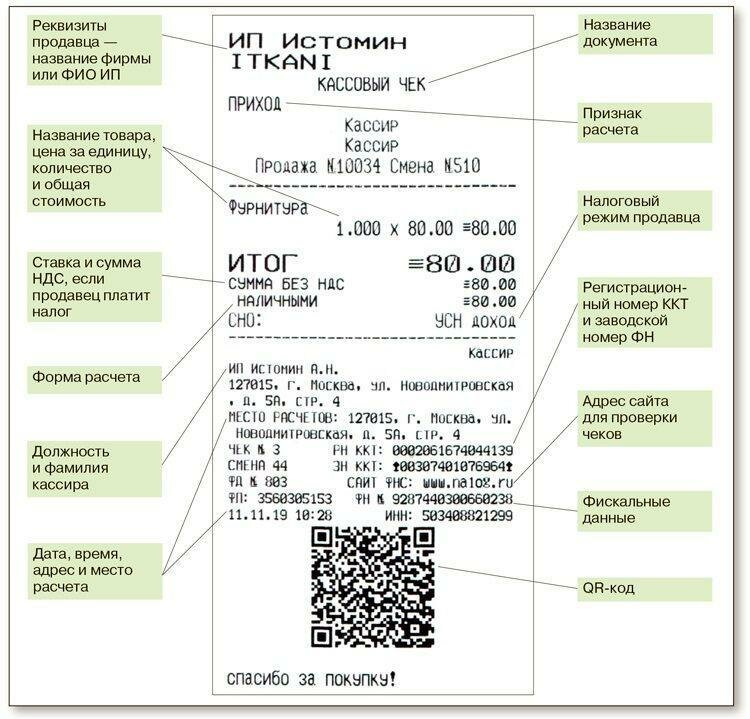 Реквизиты
продавца —
название фирмы
или ФИО ИП
Название товара,
цена за единицу,
количество
и общая
стоимость
Ставка и сумма
НДС, если
продавец платит
налог
Форма расчета
Должность
и фамилия
кассира
Дата, время,
адрес и место
расчета
ИП Истомин
ITKANI
КАССОВЫЙ ЧЕК
ПРИХОД
Кассир
Кассир
Продажа №10034 Смена №510
Фурнитура
1.000 x 80.00 ≡80.00
ИТОГ ≡80.00
СУММА БЕЗ НДС ≡80.00
НАЛИЧНЫМИ ≡80.00
СНО: УСН доход
Кассир
ИП Истомин А.Н.
127015, г. Москва, ул. Новодмитровская
, д. 5А, стр. 4
МЕСТО РАСЧЕТОВ: 127015, г. Москва, ул.
Новодмитровская, д. 5А, стр. 4
ЧЕК № 3 РН ККТ: 0002061674044139
СМЕНА 44 ЗН ККТ: 00307401076964
ФД № 803 САЙТ ФНС: www.nalog.ru
ФП: 3560305153 ФН № 9287440300660238
11.11.19 10:28 ИНН: 503408821299
спасибо за покупку!
Название
документа
Признак
расчета
Налоговый
режим продавца
Регистрацион-
ный номер ККТ
и заводской
номер ФН
Адрес сайта
для проверки
чеков
Фискальные
данные
QR-код